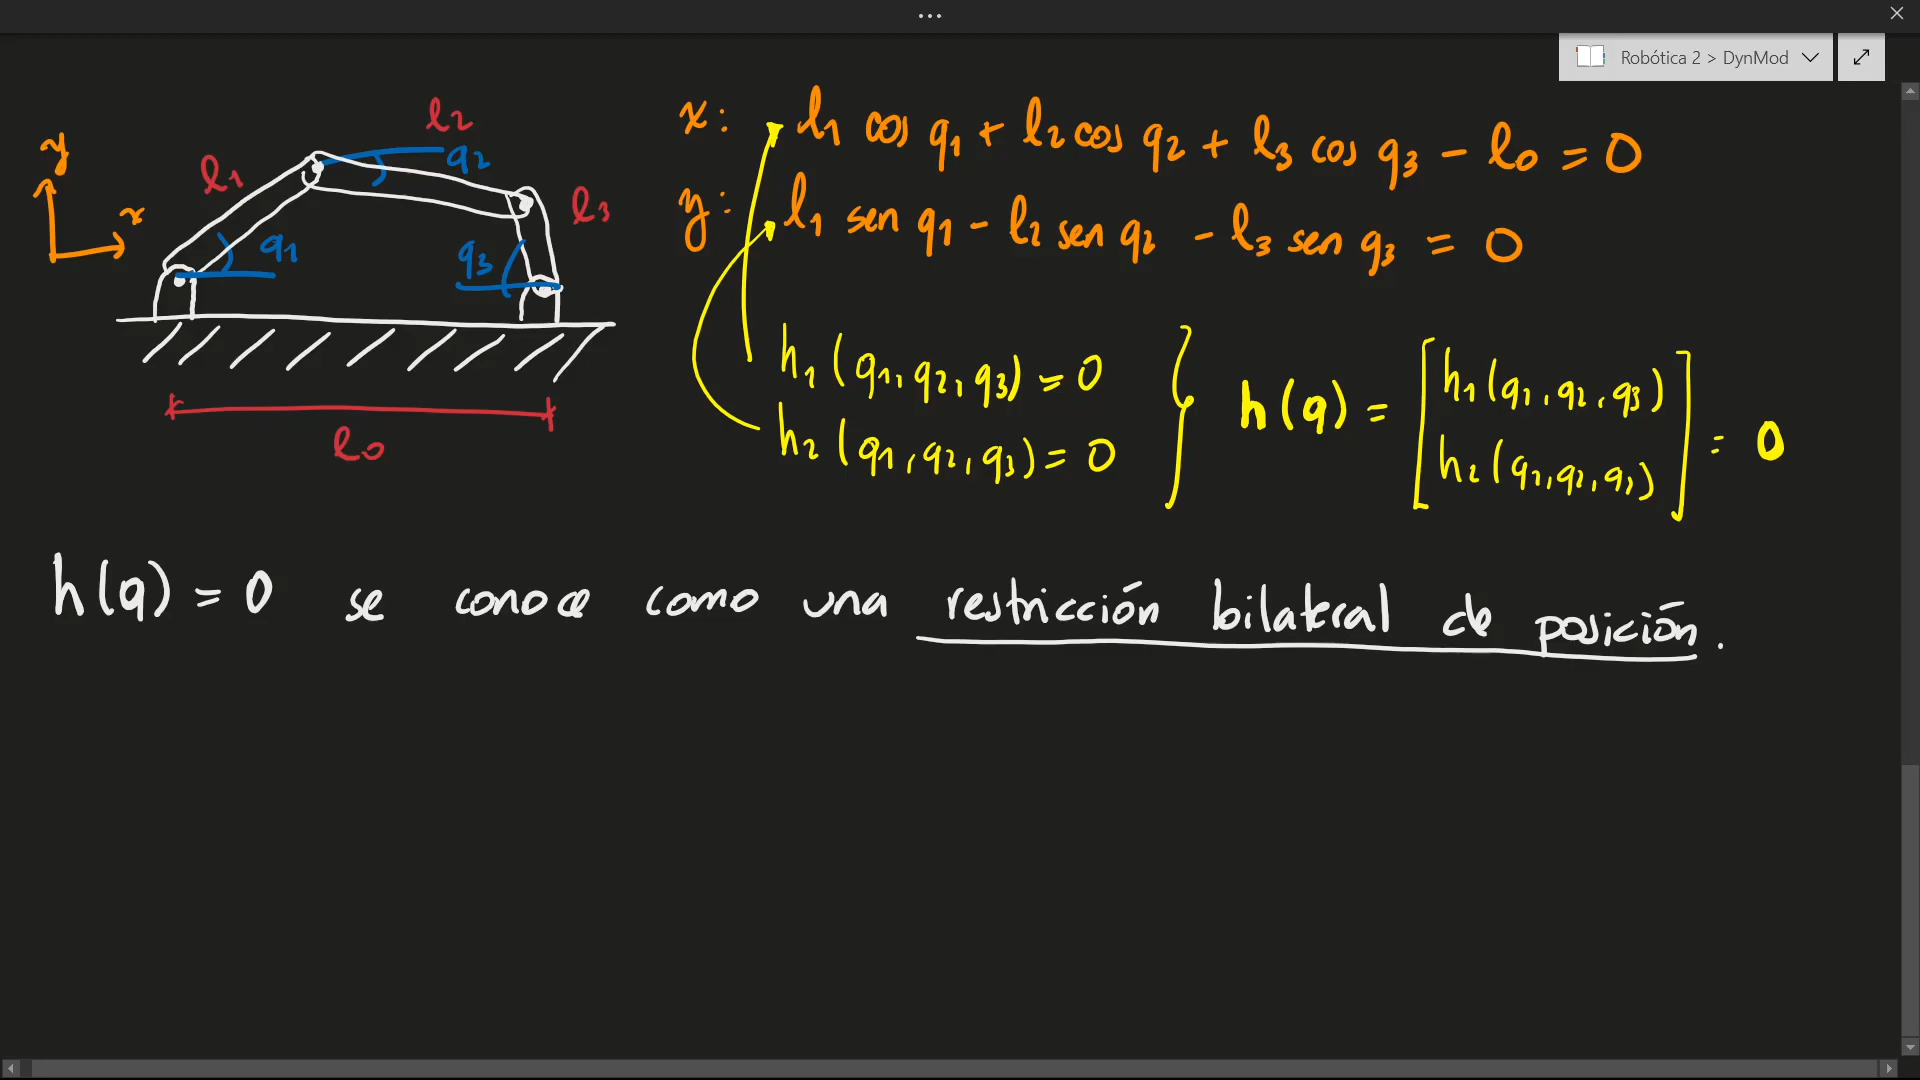 Robótica 2 > DynMod
y
x
l1
l2
l3
q1
q2
q3
l0
x: l1 cos q1 + l2 cos q2 + l3 cos q3 - l0 = 0
y: l1 sen q1 - l2 sen q2 - l3 sen q3 = 0
h1 (q1, q2, q3) = 0
h2 (q1, q2, q3) = 0
h(q) = [ h1 (q1, q2, q3)
h2 (q1, q2, q3) ] = 0
h(q) = 0 se conoce como una restricción bilateral de posición.